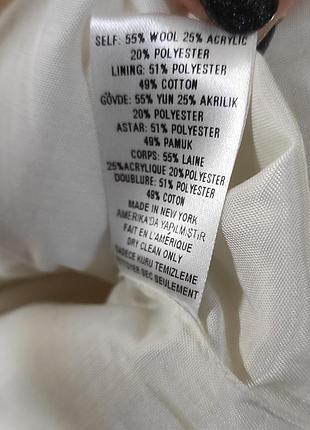 SELF: 55% WOOL 25% ACRYLIC
20% POLYESTER
LINING: 51% POLYESTER
49% COTTON
GÖVDE: 55% YUN 25% AKRILIK
20% POLYESTER
ASTAR: 51% POLYESTER
49% PAMUK
CORPS: 55% LAINE
25%ACRYLIQUE 20%POLYESTER
DOUBLURE: 51% POLYESTER
49% COTON
MADE IN NEW YORK
AMERIKA'DA YAPILMISTIR
FAIT EN L'AMÉRIQUE
DRY CLEAN ONLY
SADECE KURU TEMIZLEME
NETTOYER SEC SEULEMENT